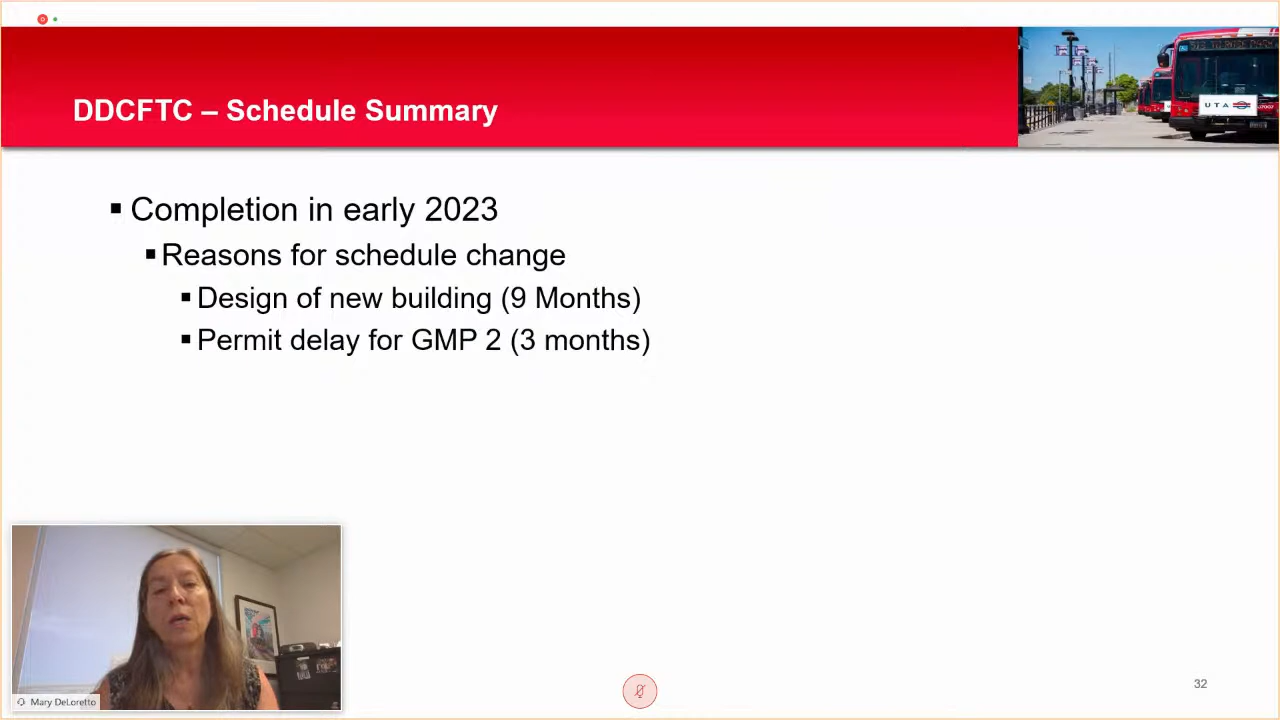 DDCFTC – Schedule Summary
UTA
Completion in early 2023
Reasons for schedule change
Design of new building (9 Months)
Permit delay for GMP 2 (3 months)
Mary DeLoretto
32